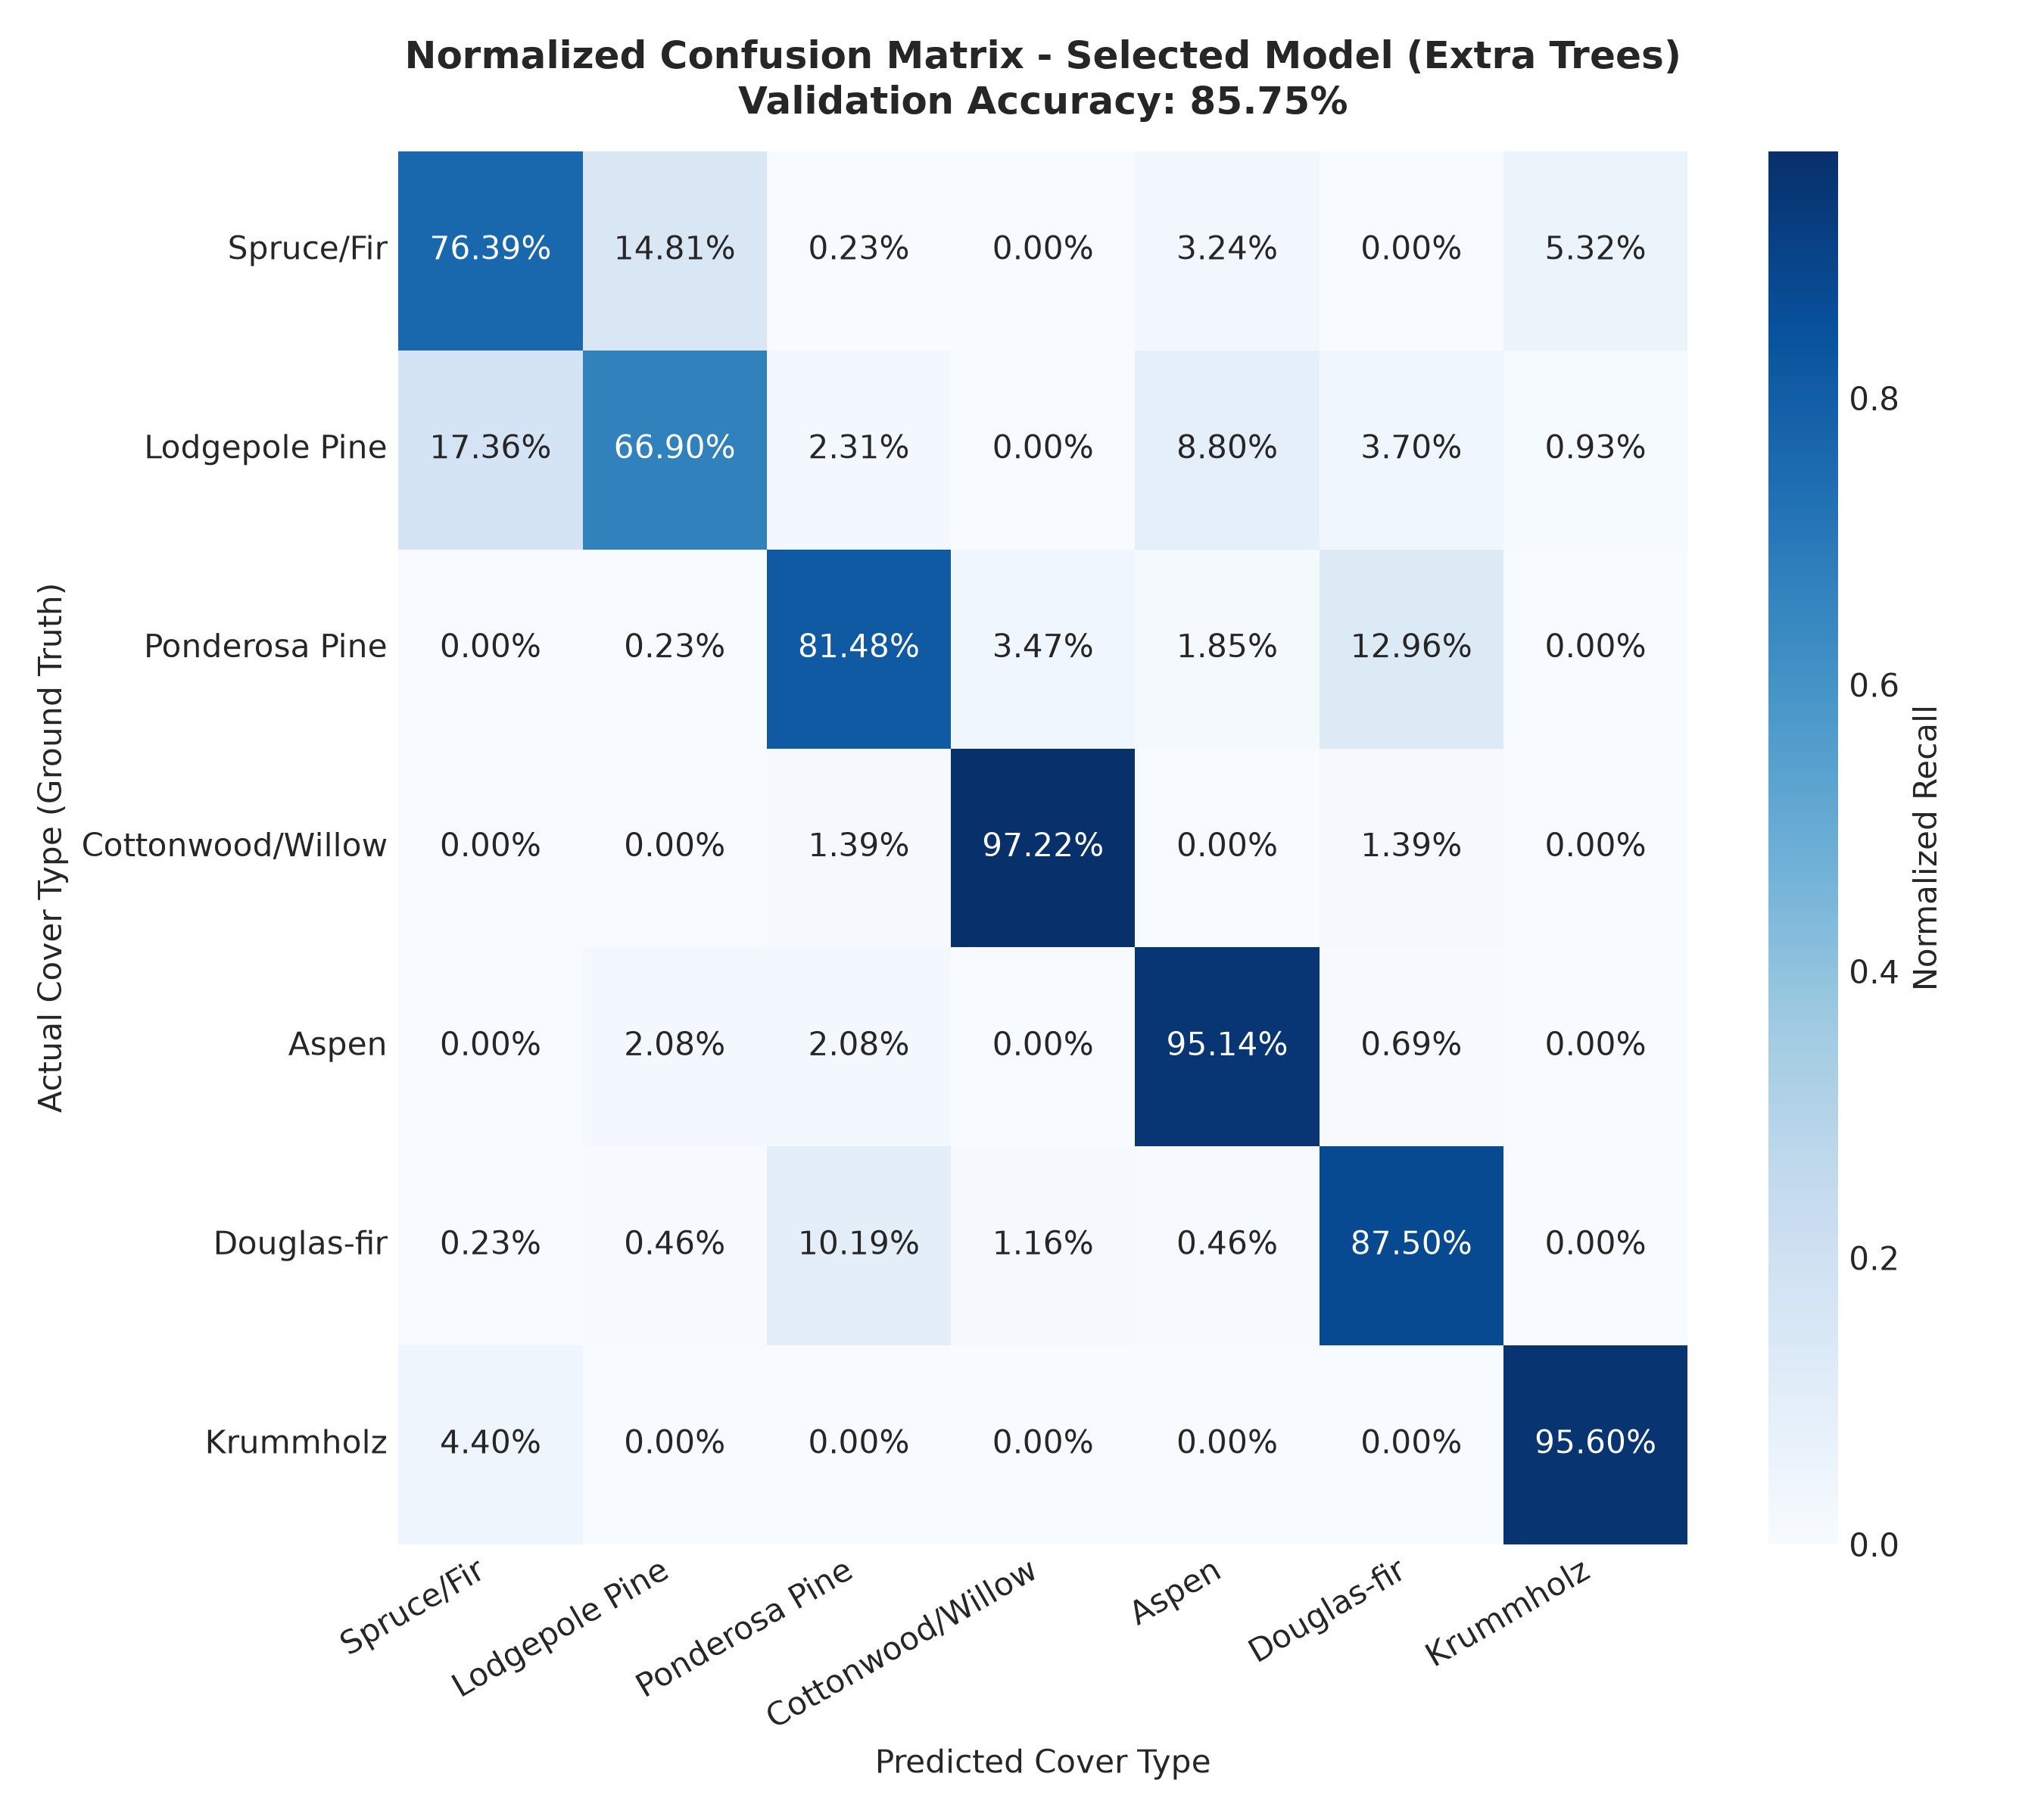 Normalized Confusion Matrix - Selected Model (Extra Trees)
Validation Accuracy: 85.75%
Actual Cover Type (Ground Truth)
Spruce/Fir 76.39% 14.81% 0.23% 0.00% 3.24% 0.00% 5.32%
Lodgepole Pine 17.36% 66.90% 2.31% 0.00% 8.80% 3.70% 0.93%
Ponderosa Pine 0.00% 0.23% 81.48% 3.47% 1.85% 12.96% 0.00%
Cottonwood/Willow 0.00% 0.00% 1.39% 97.22% 0.00% 1.39% 0.00%
Aspen 0.00% 2.08% 2.08% 0.00% 95.14% 0.69% 0.00%
Douglas-fir 0.23% 0.46% 10.19% 1.16% 0.46% 87.50% 0.00%
Krummholz 4.40% 0.00% 0.00% 0.00% 0.00% 0.00% 95.60%
Spruce/Fir Lodgepole Pine Ponderosa Pine Cottonwood/Willow Aspen Douglas-fir Krummholz
Predicted Cover Type
0.8
0.6
0.4
0.2
0.0
Normalized Recall